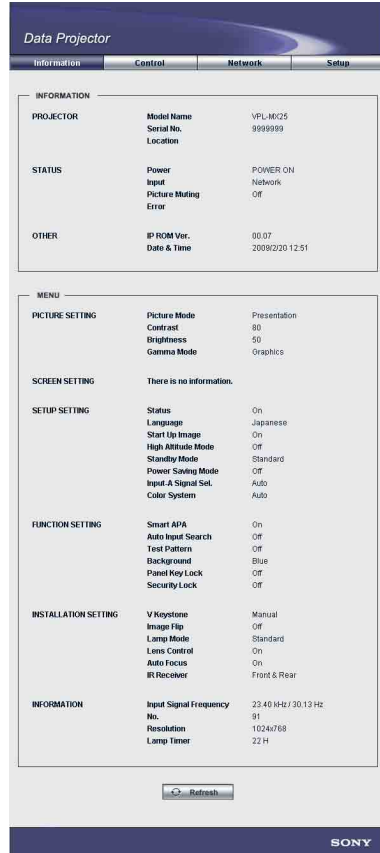 Data Projector
Information Control Network Setup
INFORMATION
PROJECTOR Model Name VPL-MX25
Serial No. 9999999
Location
STATUS Power POWER ON
Input Network
Picture Muting Off
Error
OTHER IP ROM Ver. 00.07
Date & Time 2009/2/20 12:51
MENU
PICTURE SETTING Picture Mode Presentation
Contrast 80
Brightness 50
Gamma Mode Graphics
SCREEN SETTING There is no information.
SETUP SETTING Status On
Language Japanese
Start Up Image On
High Altitude Mode Off
Standby Mode Standard
Power Saving Mode Off
Input-A Signal Sel. Auto
Color System Auto
FUNCTION SETTING Smart APA On
Auto Input Search Off
Test Pattern Off
Background Blue
Panel Key Lock Off
Security Lock Off
INSTALLATION SETTING V Keystone Manual
Image Flip Off
Lamp Mode Standard
Lens Control On
Auto Focus On
IR Receiver Front & Rear
INFORMATION Input Signal Frequency 23.40 kHz / 30.13 Hz
No. 91
Resolution 1024x768
Lamp Timer 22 H
Refresh
SONY